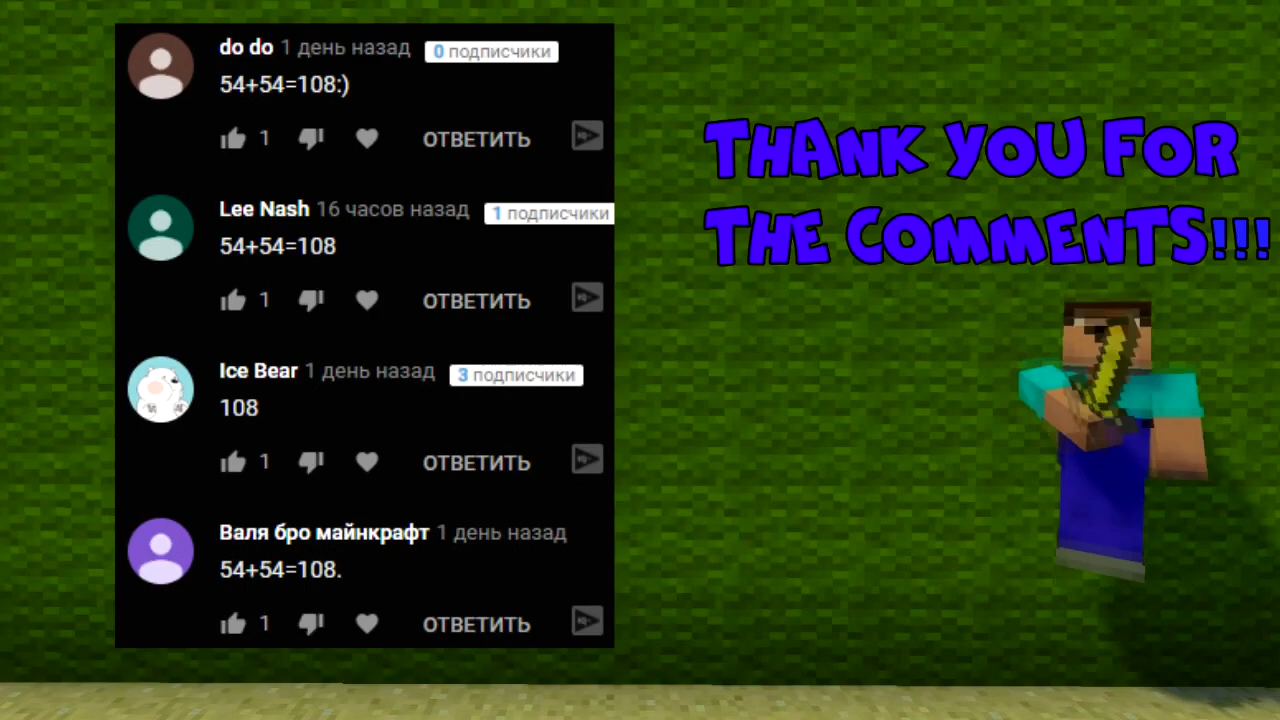 do do 1 день назад 0 подписчики
54+54=108:)
1 ОТВЕТИТЬ
Lee Nash 16 часов назад 1 подписчики
54+54=108
1 ОТВЕТИТЬ
Ice Bear 1 день назад 3 подписчики
108
1 ОТВЕТИТЬ
Валя бро майнкрафт 1 день назад
54+54=108.
1 ОТВЕТИТЬ
THANK YOU FOR
THE COMMENTS!!!